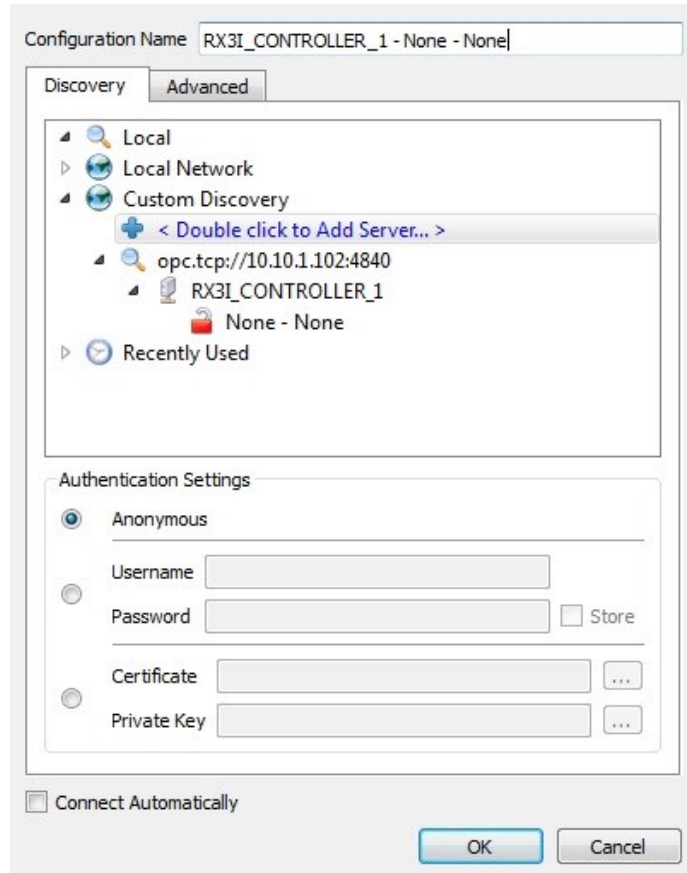 Configuration Name RX3I_CONTROLLER_1 - None - None
Discovery Advanced
Local
Local Network
Custom Discovery
< Double click to Add Server... >
opc.tcp://10.10.1.102:4840
RX3I_CONTROLLER_1
None - None
Recently Used
Authentication Settings
Anonymous
Username
Password Store
Certificate ...
Private Key ...
Connect Automatically
OK Cancel